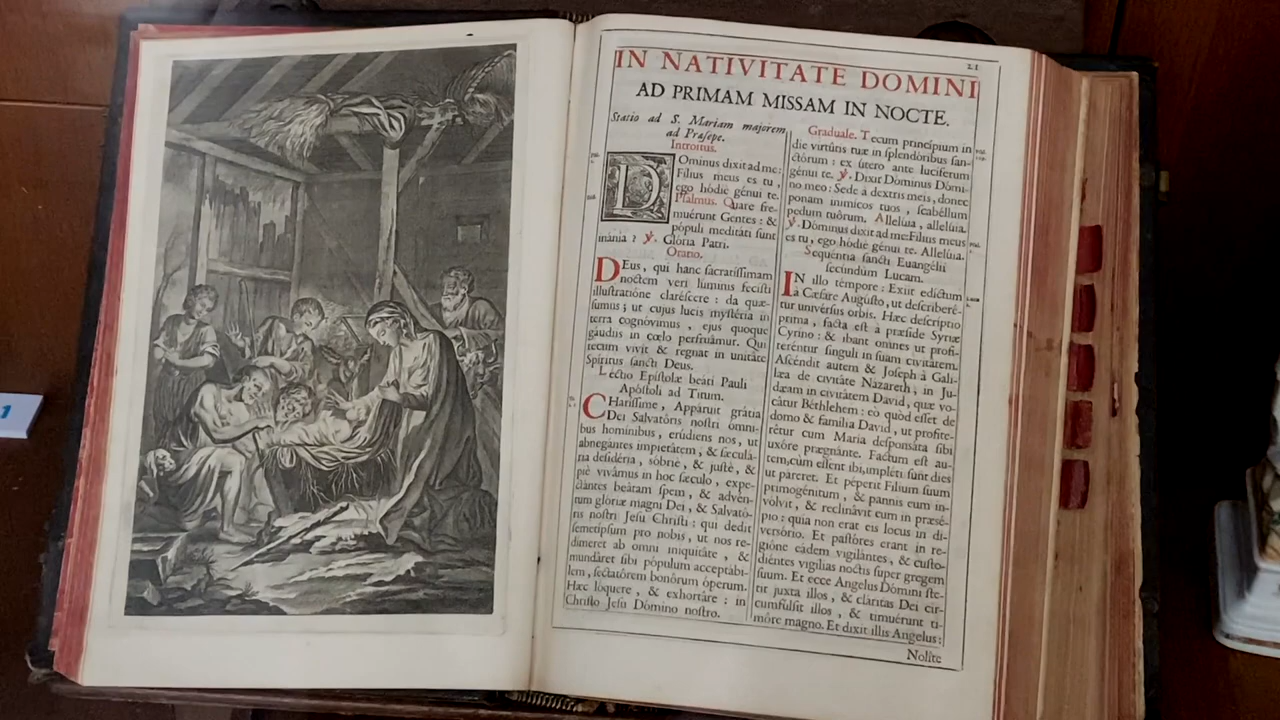 1
21
IN NATIVITATE DOMINI
AD PRIMAM MISSAM IN NOCTE.
Statio ad S. Mariam majorem
ad Præsepe.
Introitus.
DOminus dixit ad me:
Filius meus es tu,
ego hódie génui te.
Psalmus. Quare fre-
muérunt Gentes: &
pópuli meditáti sunt
inánia? ℣. Glória Patri.
Oratio.
DEus, qui hanc sacratíssimam
noctem veri lúminis fecísti
illustratióne claréscere: da quæ-
sumus; ut cujus lucis mystéria in
terra cognóvimus, ejus quoque
gáudiis in cœlo perfruámur. Qui
tecum vivit & regnat in unitáte
Spíritus sancti Deus.
Léctio Epístolæ beáti Pauli
Apóstoli ad Titum.
CHaríssime, Appáruit grátia
Dei Salvatóris nostri ómni-
bus homínibus, erúdiens nos, ut
abnegántes impietátem, & sæculá-
ria desidéria, sóbriè, & justè, &
piè vivámus in hoc sæculo, expe-
ctántes beátam spem, & advén-
tum glóriæ magni Dei, & Salvató-
ris nostri Jesu Christi: qui dedit
semetípsum pro nobis, ut nos re-
dímeret ab omni iniquitáte, &
mundáret sibi pópulum acceptábi-
lem, sectatórem bonórum óperum.
Hæc lóquere, & exhortáre: in
Christo Jesu Dómino nostro.
Graduale. Tecum princípium in
die virtútis tuæ in splendóribus san-
ctórum: ex útero ante lucíferum
génui te. ℣. Dixit Dóminus Dómi-
no meo: Sede à dextris meis, donec
ponam inimícos tuos, scabéllum
pedum tuórum. Allelúia, allelúia.
℣. Dóminus dixit ad me: Fílius meus
es tu, ego hódie génui te. Allelúia.
Sequéntia sancti Euangélii
secúndum Lucam.
IN illo témpore: Exiit edíctum
à Cæsare Augústo, ut describeré-
tur univérsus orbis. Hæc descríptio
prima, facta est à præside Syriæ
Cyríno: & ibant omnes ut profi-
teréntur sínguli in suam civitátem.
Ascéndit autem & Joseph à Gali-
læa de civitáte Názareth; in Ju-
dæam in civitátem David, quæ vo-
cátur Béthlehem: eò quòd esset de
domo & família David, ut profite-
rétur cum María desponsáta sibi
uxóre prægnánte. Factum est au-
tem, cum essent ibi, impléti sunt dies
ut páreret. Et péperit Fílium suum
primogénitum, & pannis eum in-
vólvit, & reclinávit eum in præsé-
pio: quia non erat eis locus in di-
versório. Et pastóres erant in re-
gióne eádem vigilántes, & custo-
diéntes vigílias noctis super gregem
suum. Et ecce Angelus Dómini ste-
tit juxta illos, & cláritas Dei cir-
cumfúlsit illos, & timuérunt ti-
móre magno. Et dixit illis Angelus:
Nolíte